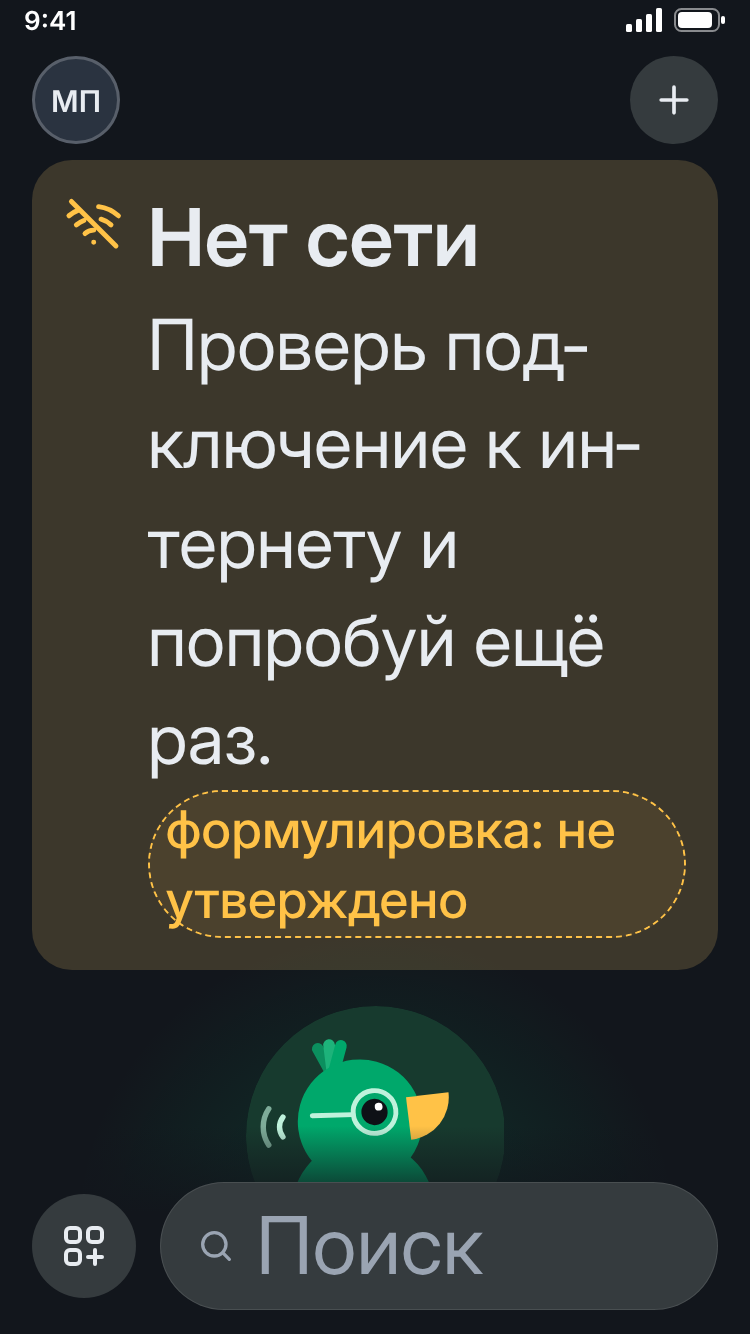 9:41
МП
Нет сети
Проверь под-
ключение к ин-
тернету и
попробуй ещё
раз.
формулировка: не
утверждено
Поиск